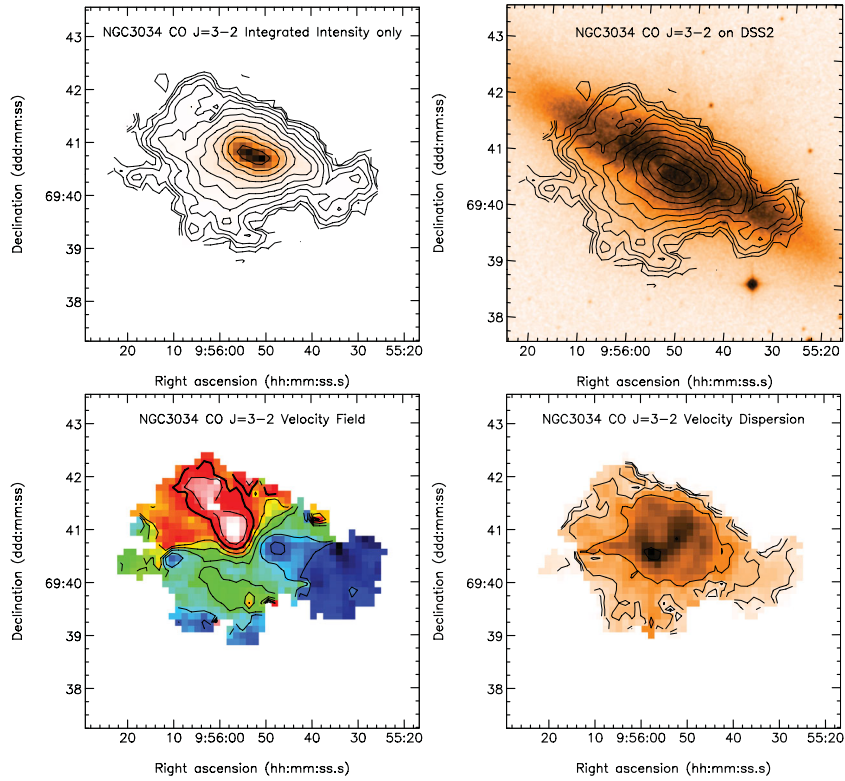 NGC3034 CO J=3-2 Integrated Intensity only
43
42
41
69:40
39
38
Declination (ddd:mm:ss)
20 10 9:56:00 50 40 30 55:20
Right ascension (hh:mm:ss.s)
NGC3034 CO J=3-2 on DSS2
43
42
41
69:40
39
38
Declination (ddd:mm:ss)
20 10 9:56:00 50 40 30 55:20
Right ascension (hh:mm:ss.s)
NGC3034 CO J=3-2 Velocity Field
43
42
41
69:40
39
38
Declination (ddd:mm:ss)
20 10 9:56:00 50 40 30 55:20
Right ascension (hh:mm:ss.s)
NGC3034 CO J=3-2 Velocity Dispersion
43
42
41
69:40
39
38
Declination (ddd:mm:ss)
20 10 9:56:00 50 40 30 55:20
Right ascension (hh:mm:ss.s)